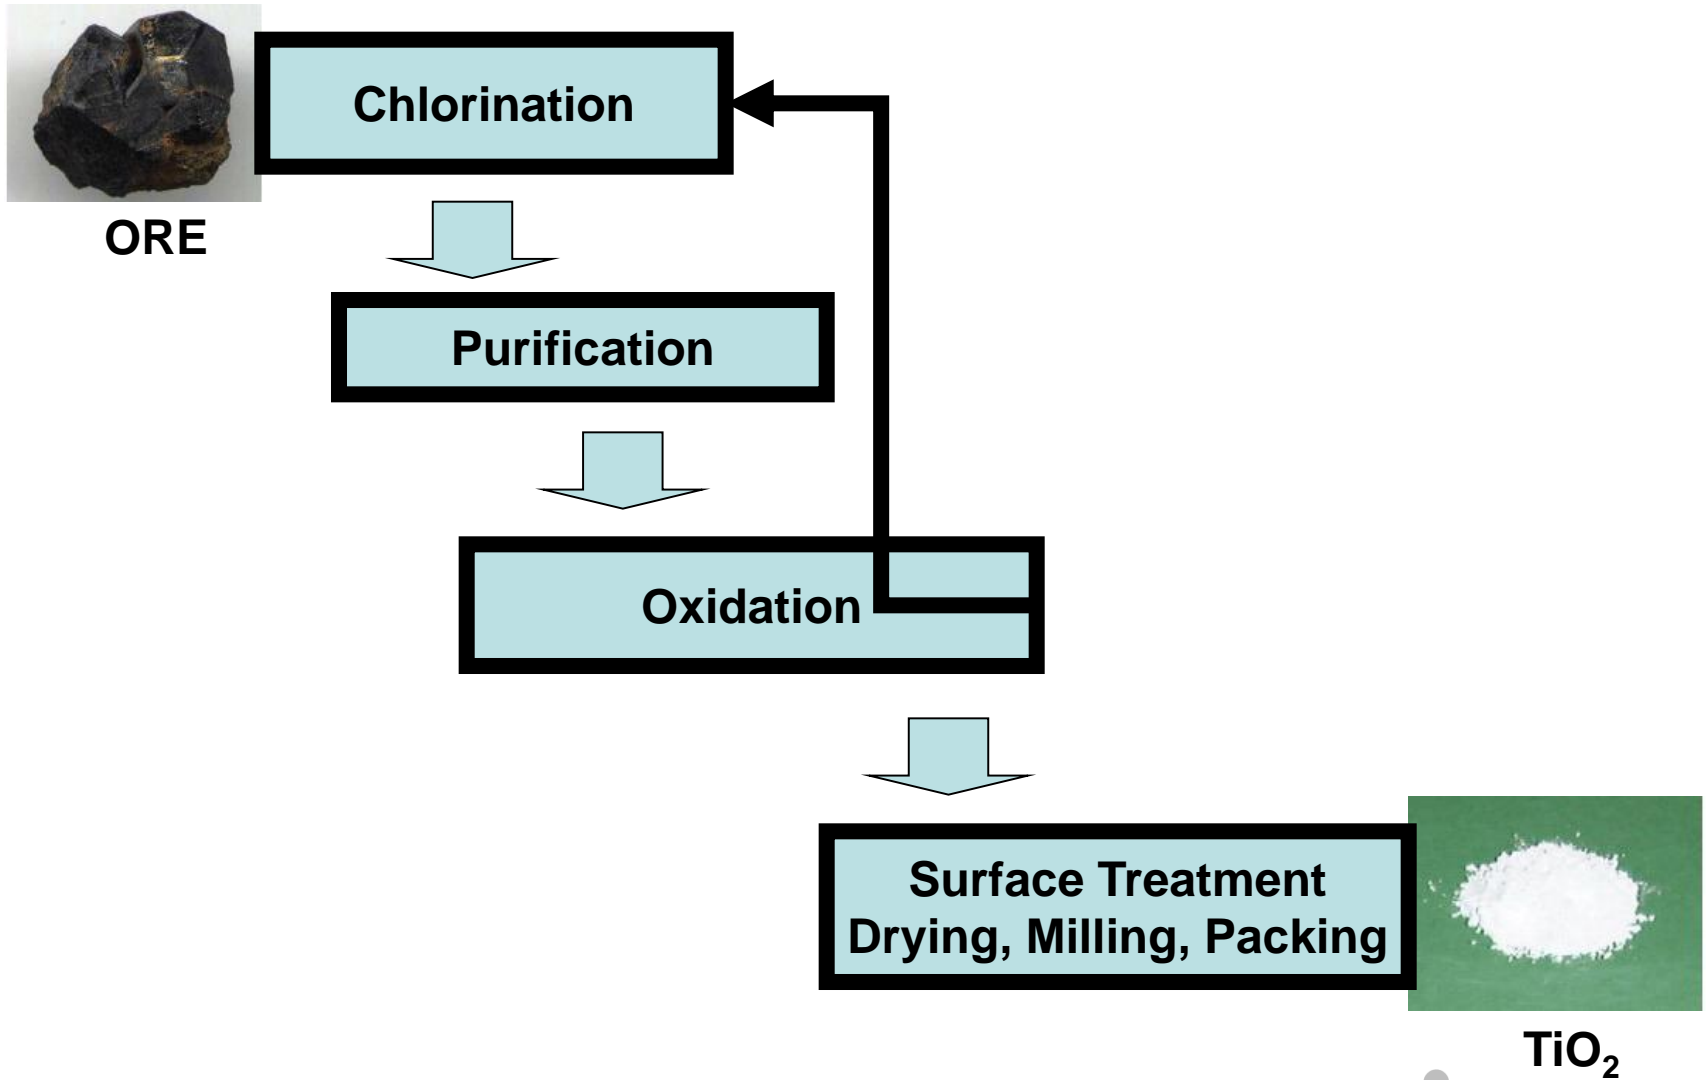 Chlorination
ORE
Purification
Oxidation
Surface Treatment
Drying, Milling, Packing
TiO₂